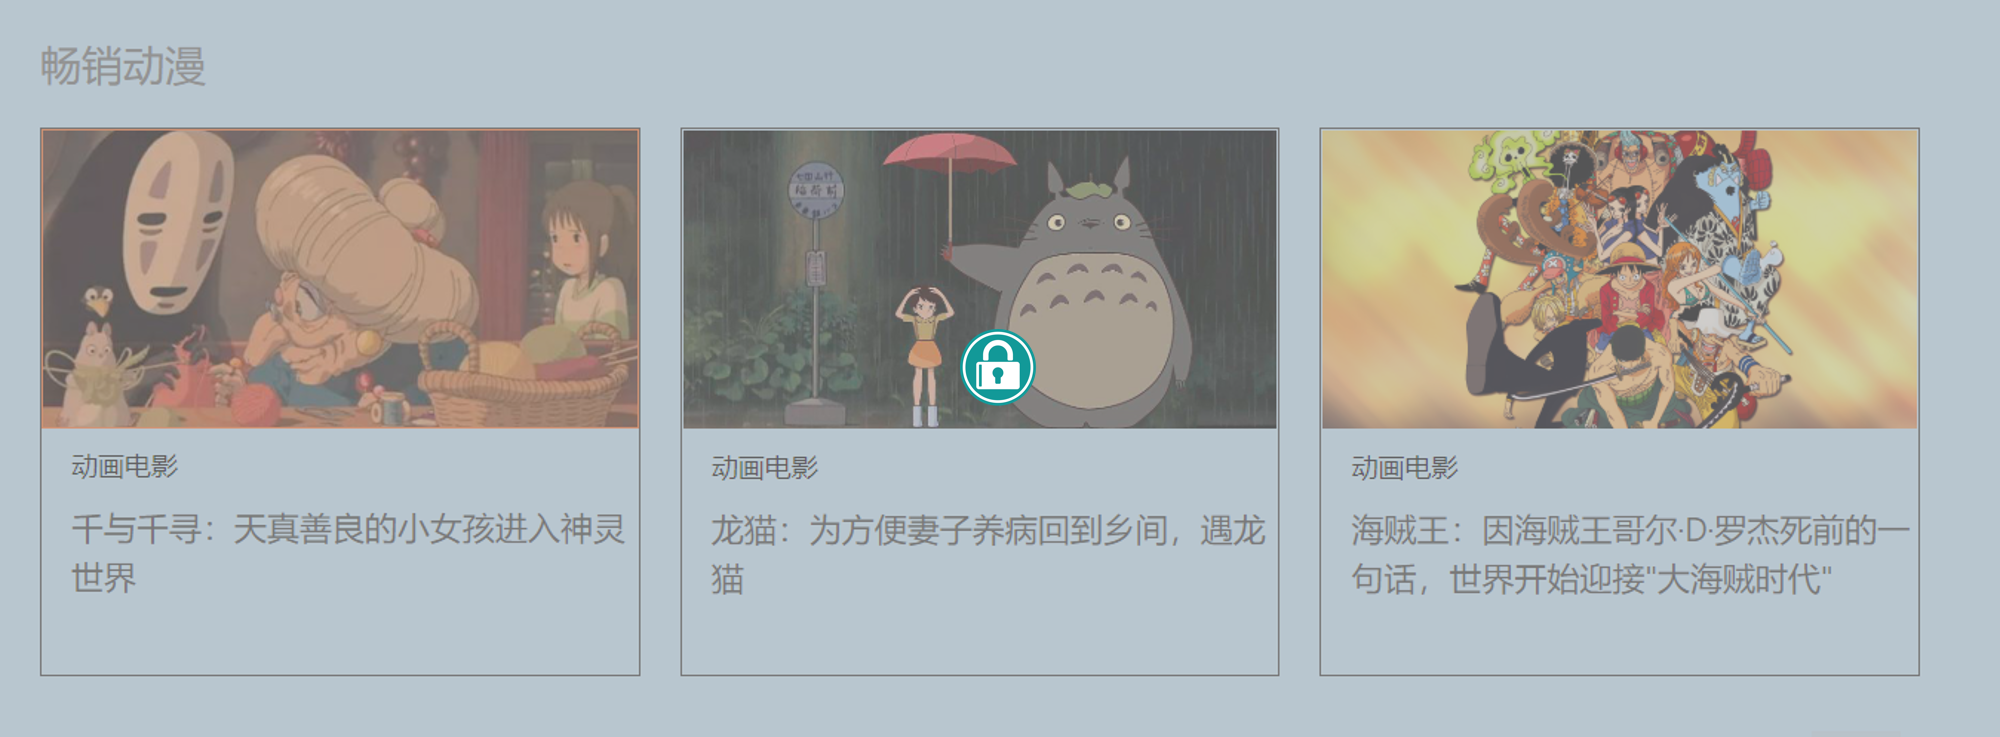 畅销动漫
稲荷前
动画电影
千与千寻：天真善良的小女孩进入神灵
世界
动画电影
龙猫：为方便妻子养病回到乡间，遇龙
猫
动画电影
海贼王：因海贼王哥尔·D·罗杰死前的一
句话，世界开始迎接"大海贼时代"